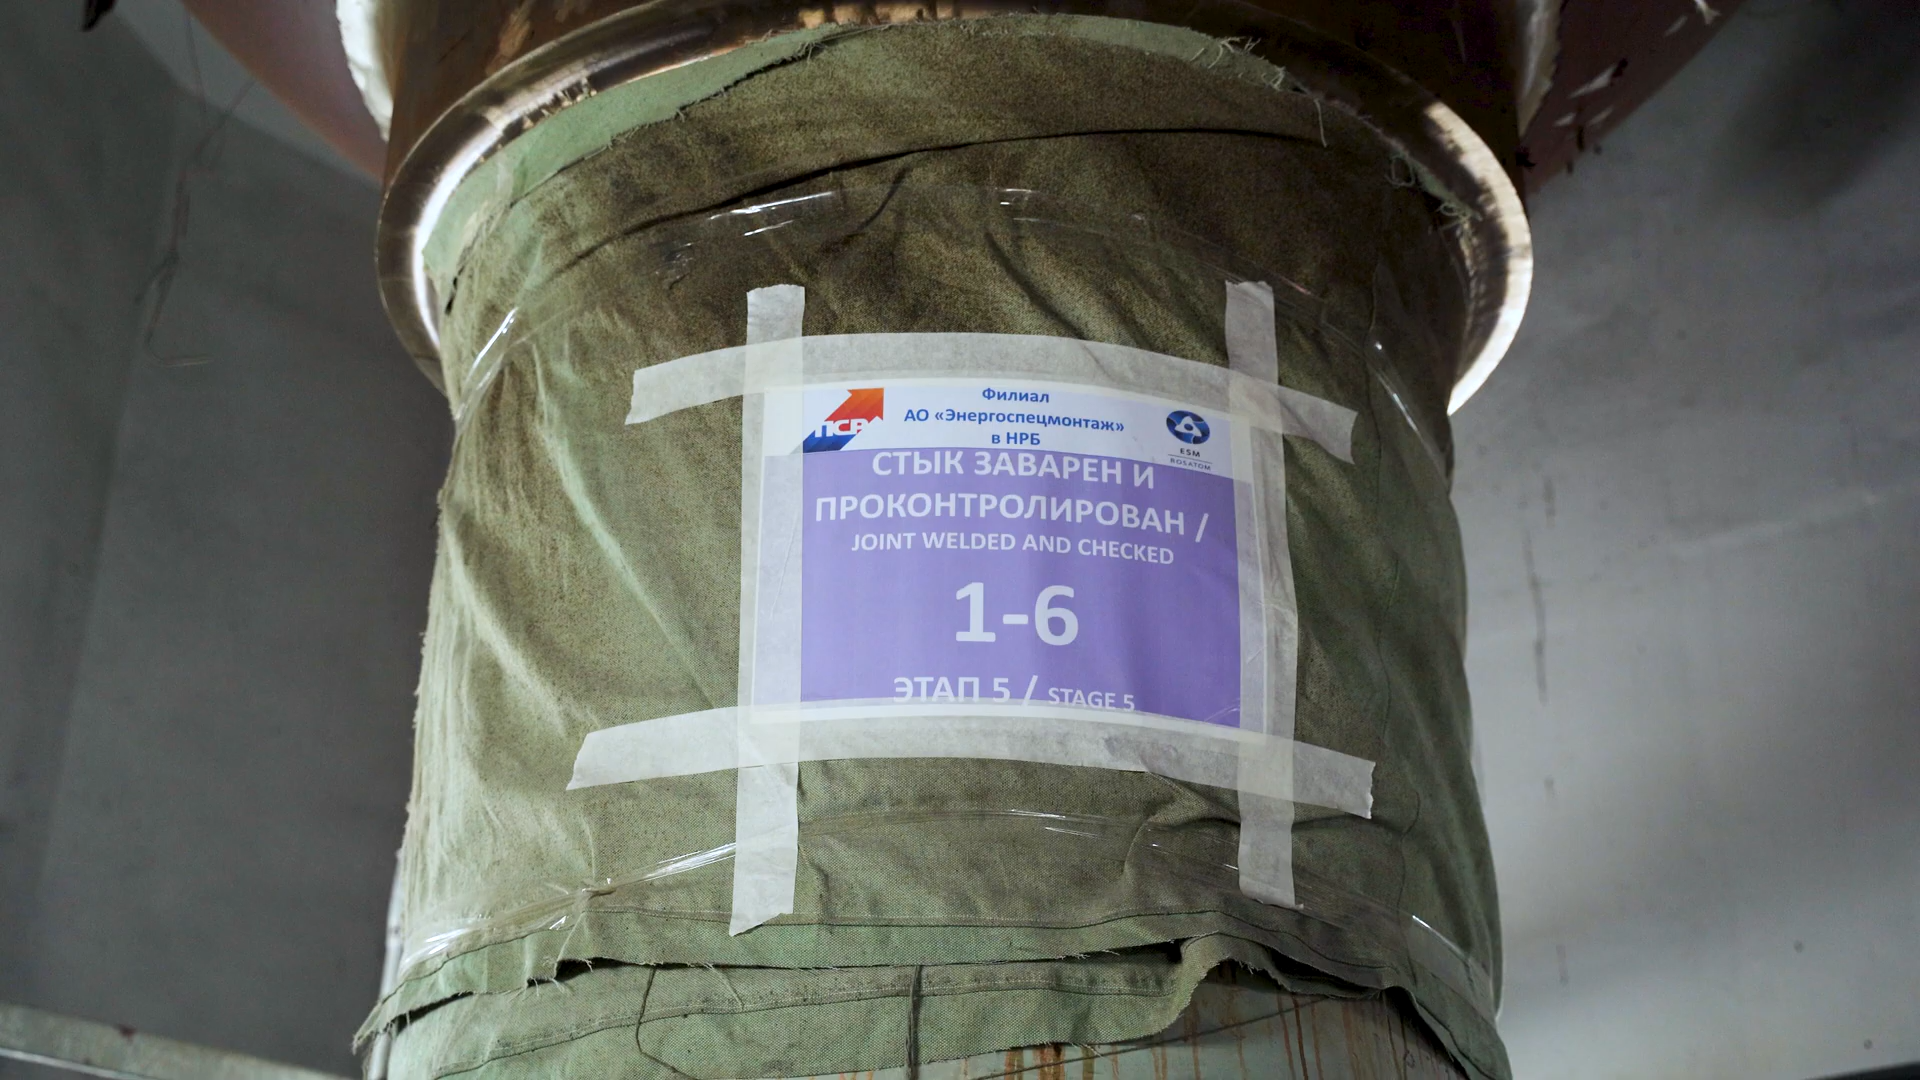 Филиал
АО «Энергоспецмонтаж»
в НРБ
ПСР
ESM
ROSATOM
СТЫК ЗАВАРЕН И
ПРОКОНТРОЛИРОВАН /
JOINT WELDED AND CHECKED
1-6
ЭТАП 5 / STAGE 5